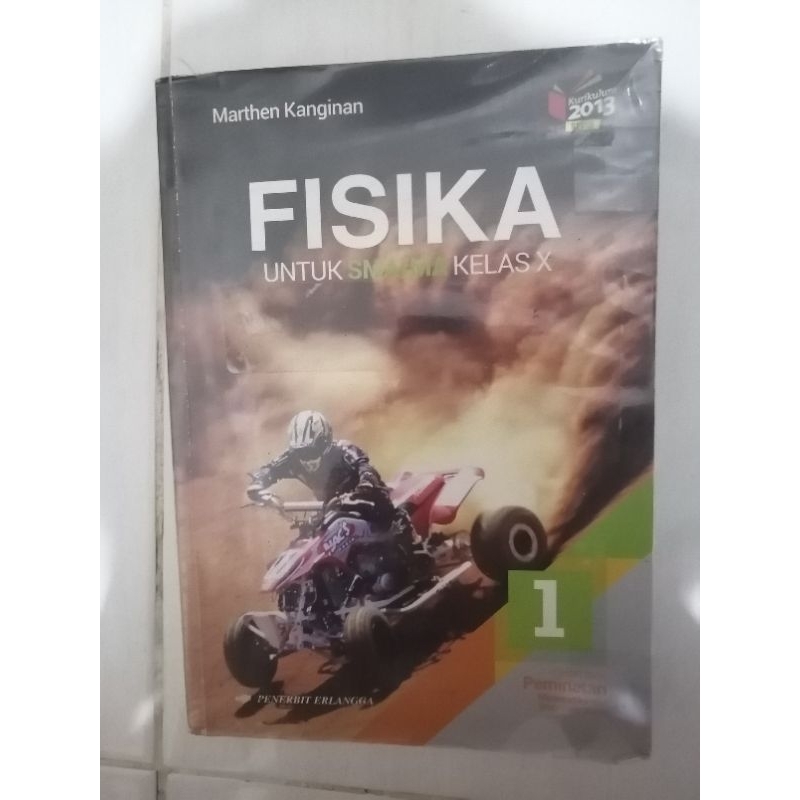 Marthen Kanginan
Kurikulum
2013
FISIKA
UNTUK SMA/MA KELAS X
1
Peminatan
PENERBIT ERLANGGA